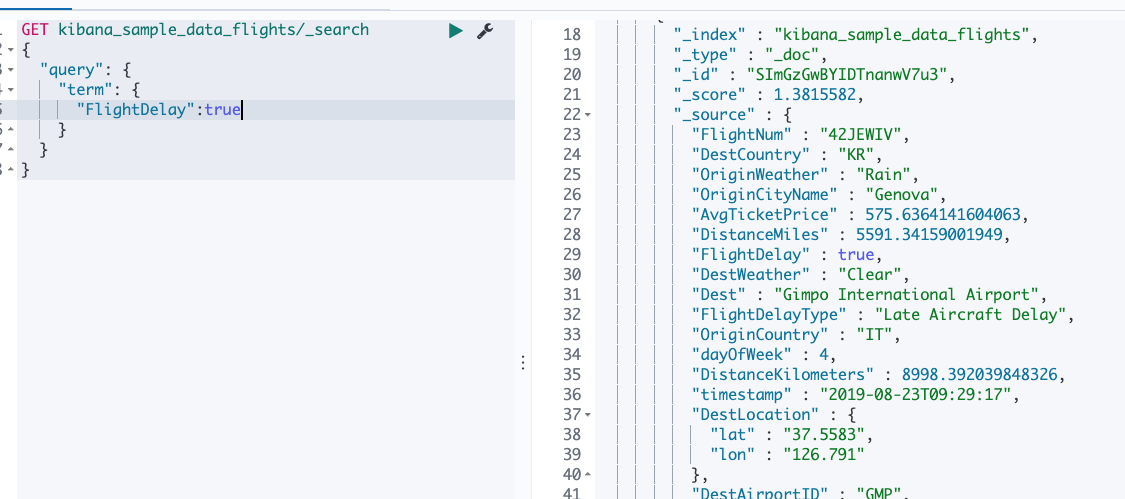 GET kibana_sample_data_flights/_search
{
"query": {
"term": {
"FlightDelay":true
}
}
}
18 "_index" : "kibana_sample_data_flights",
19 "_type" : "_doc",
20 "_id" : "SImGzGwBYIDTnanwV7u3",
21 "_score" : 1.3815582,
22 "_source" : {
23 "FlightNum" : "42JEWIV",
24 "DestCountry" : "KR",
25 "OriginWeather" : "Rain",
26 "OriginCityName" : "Genova",
27 "AvgTicketPrice" : 575.6364141604063,
28 "DistanceMiles" : 5591.34159001949,
29 "FlightDelay" : true,
30 "DestWeather" : "Clear",
31 "Dest" : "Gimpo International Airport",
32 "FlightDelayType" : "Late Aircraft Delay",
33 "OriginCountry" : "IT",
34 "dayOfWeek" : 4,
35 "DistanceKilometers" : 8998.392039848326,
36 "timestamp" : "2019-08-23T09:29:17",
37 "DestLocation" : {
38 "lat" : "37.5583",
39 "lon" : "126.791"
40 },
41 "DestAirportID" : "GMP",